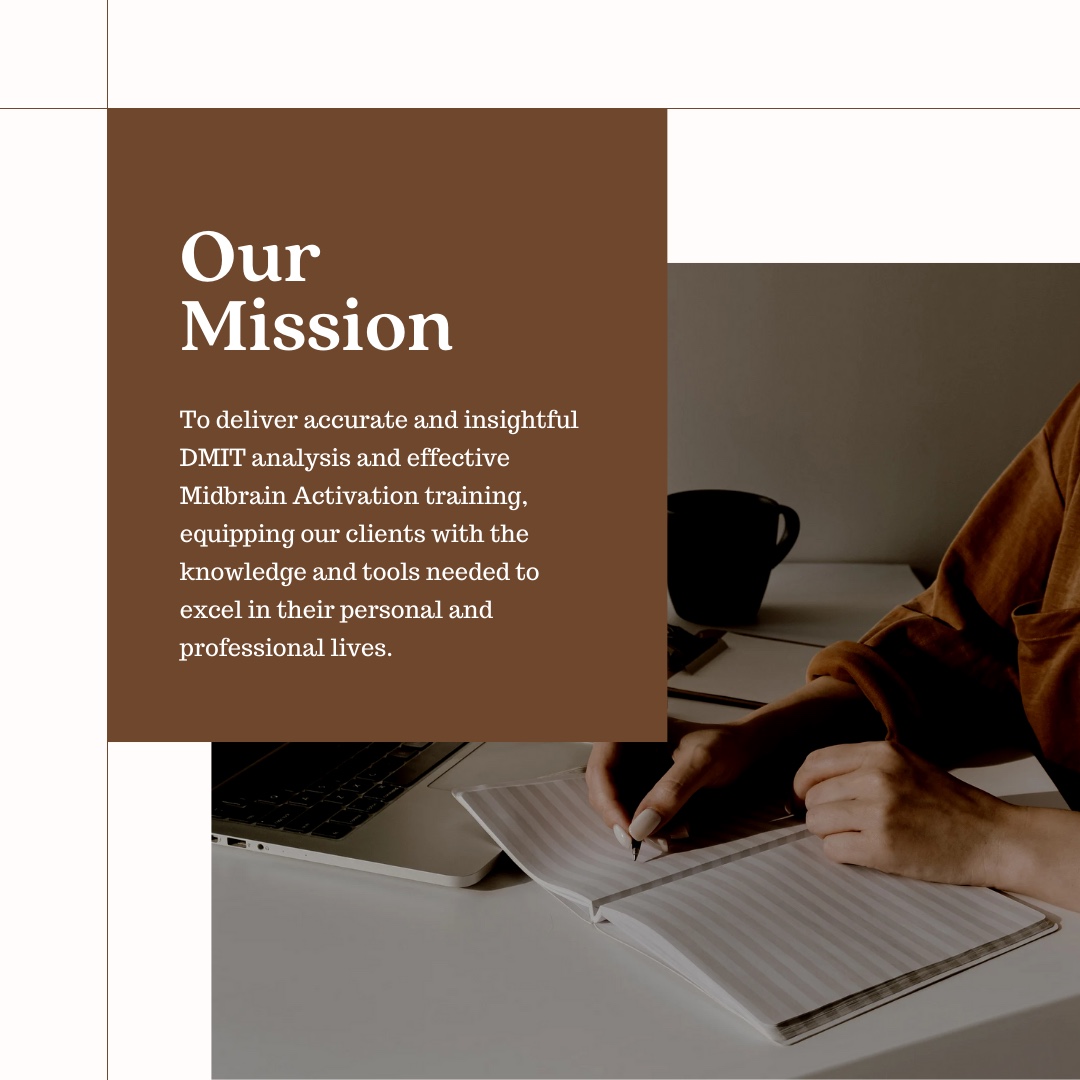 Our
Mission
To deliver accurate and insightful
DMIT analysis and effective
Midbrain Activation training,
equipping our clients with the
knowledge and tools needed to
excel in their personal and
professional lives.